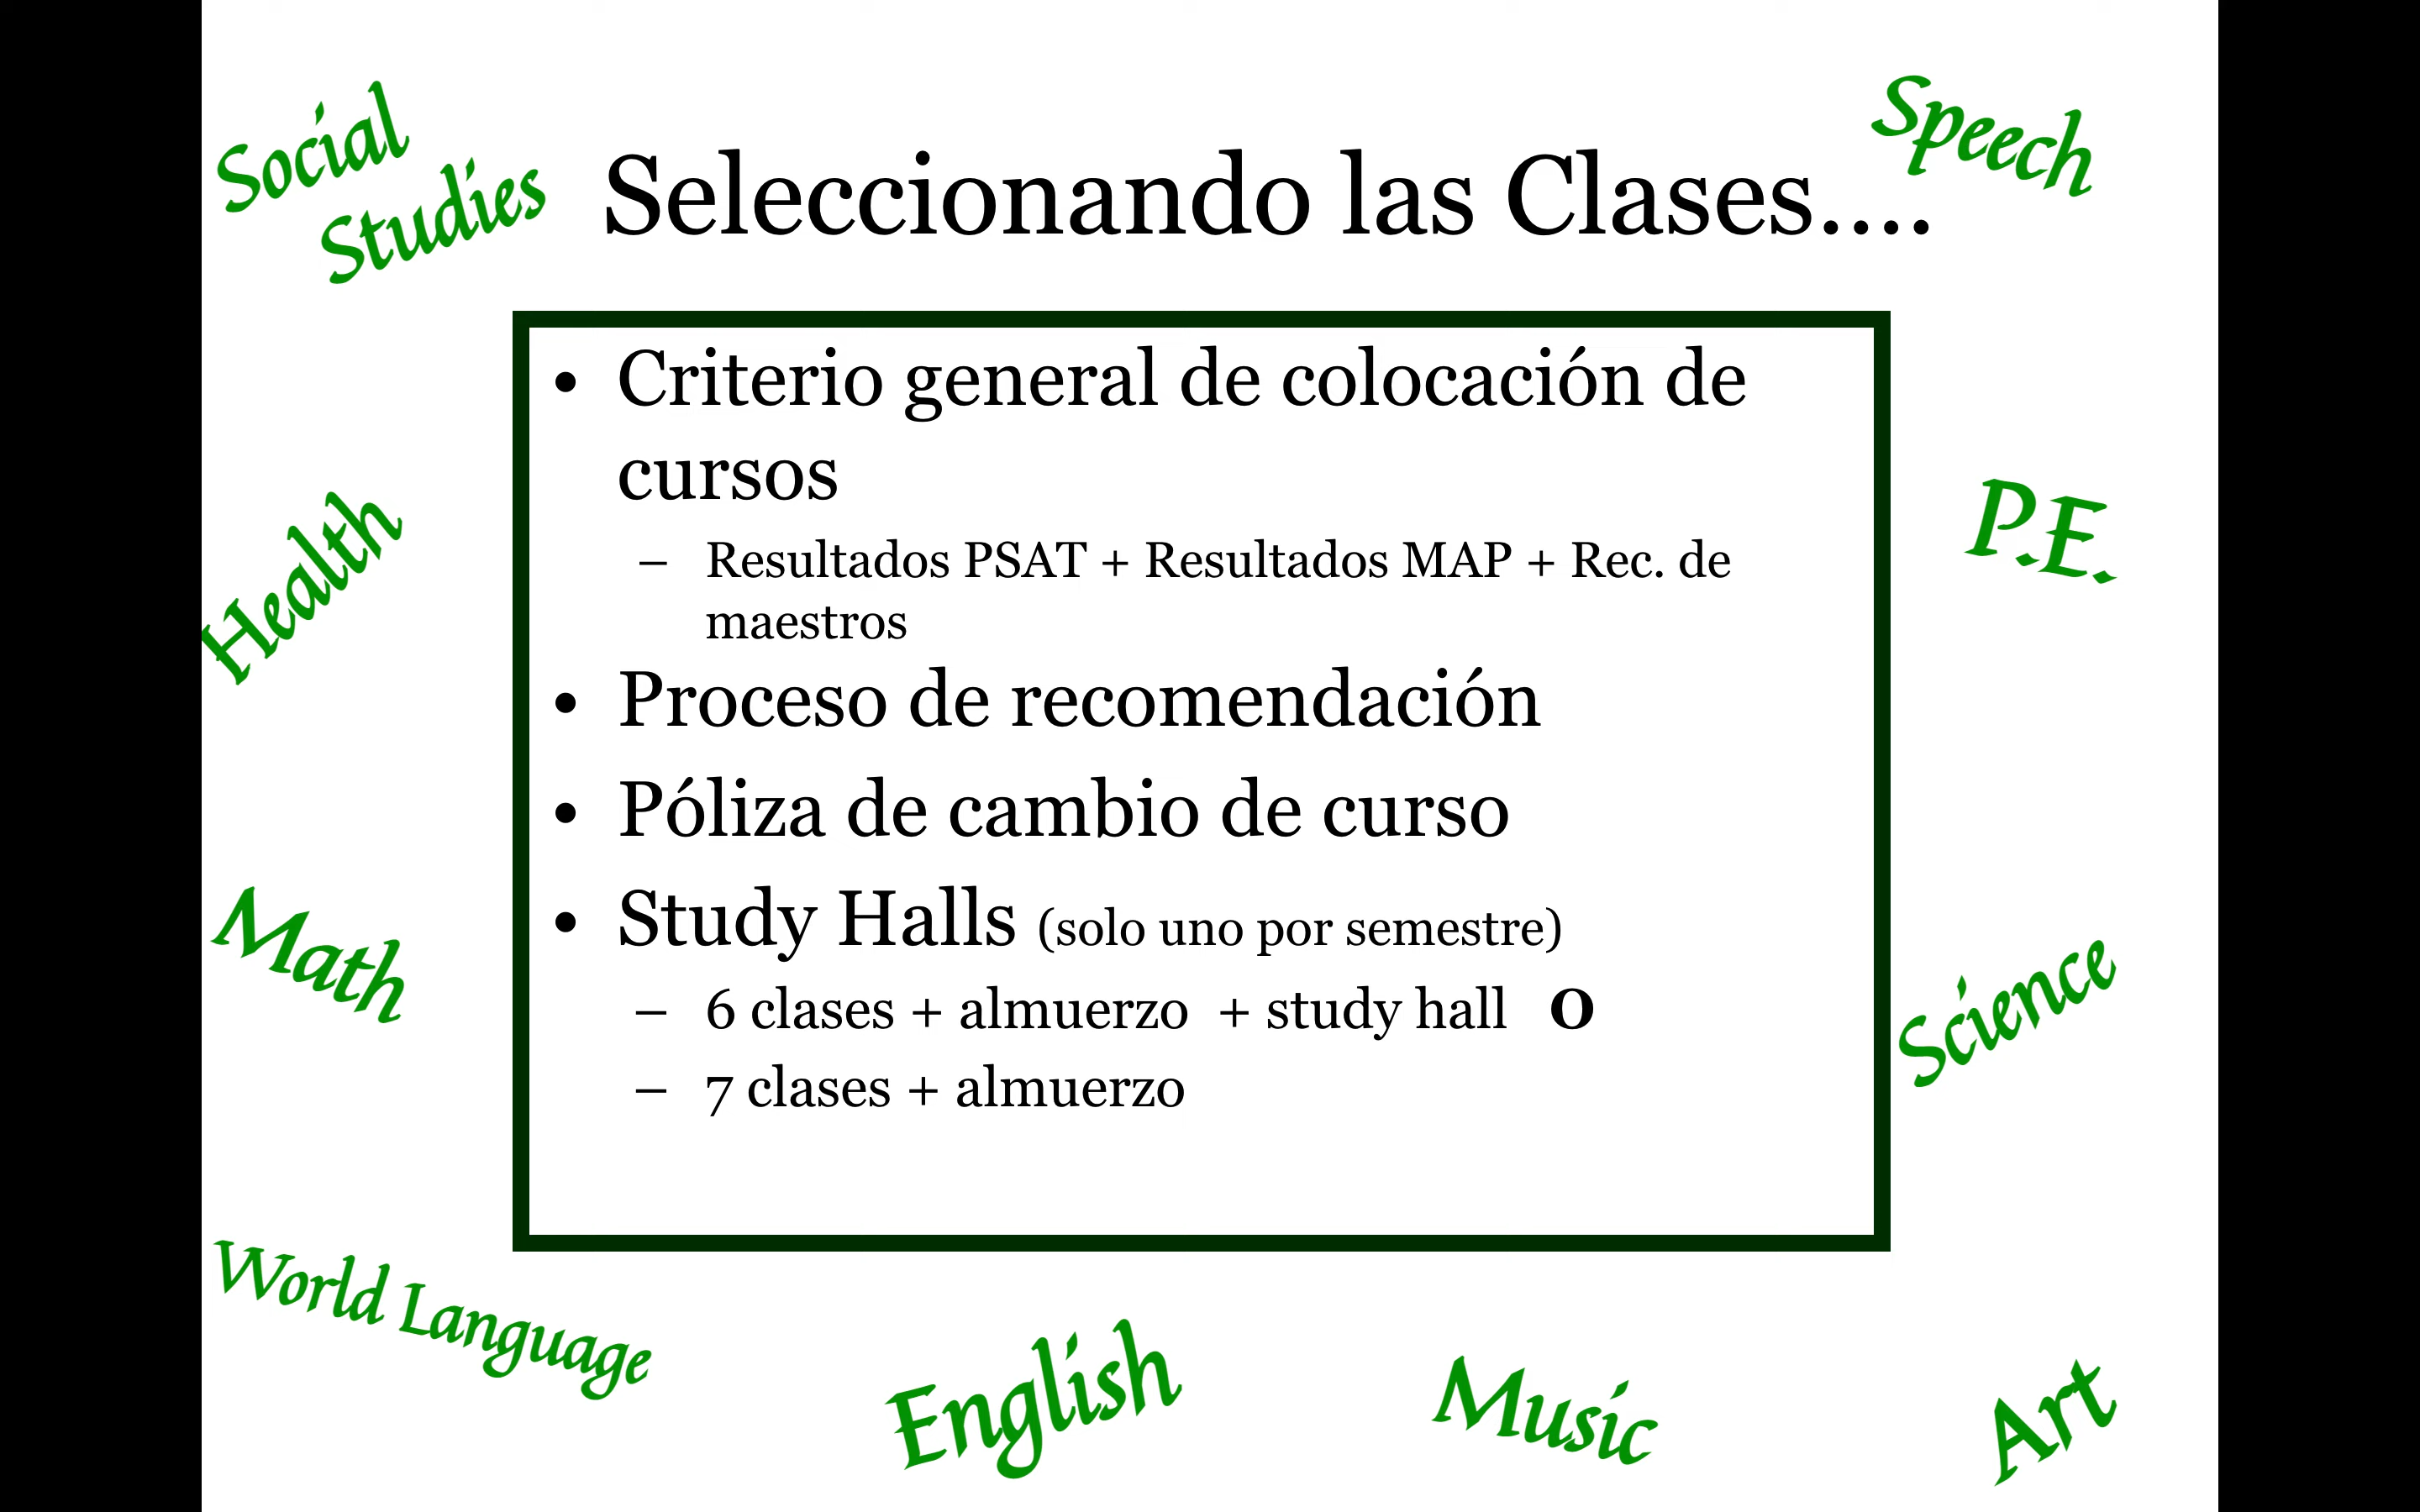 Social
Studies
Speech
Seleccionando las Clases....
• Criterio general de colocación de
cursos
– Resultados PSAT + Resultados MAP + Rec. de
maestros
• Proceso de recomendación
• Póliza de cambio de curso
• Study Halls (solo uno por semestre)
– 6 clases + almuerzo + study hall O
– 7 clases + almuerzo
Health
P.E.
Math
Science
World Language
English
Music
Art